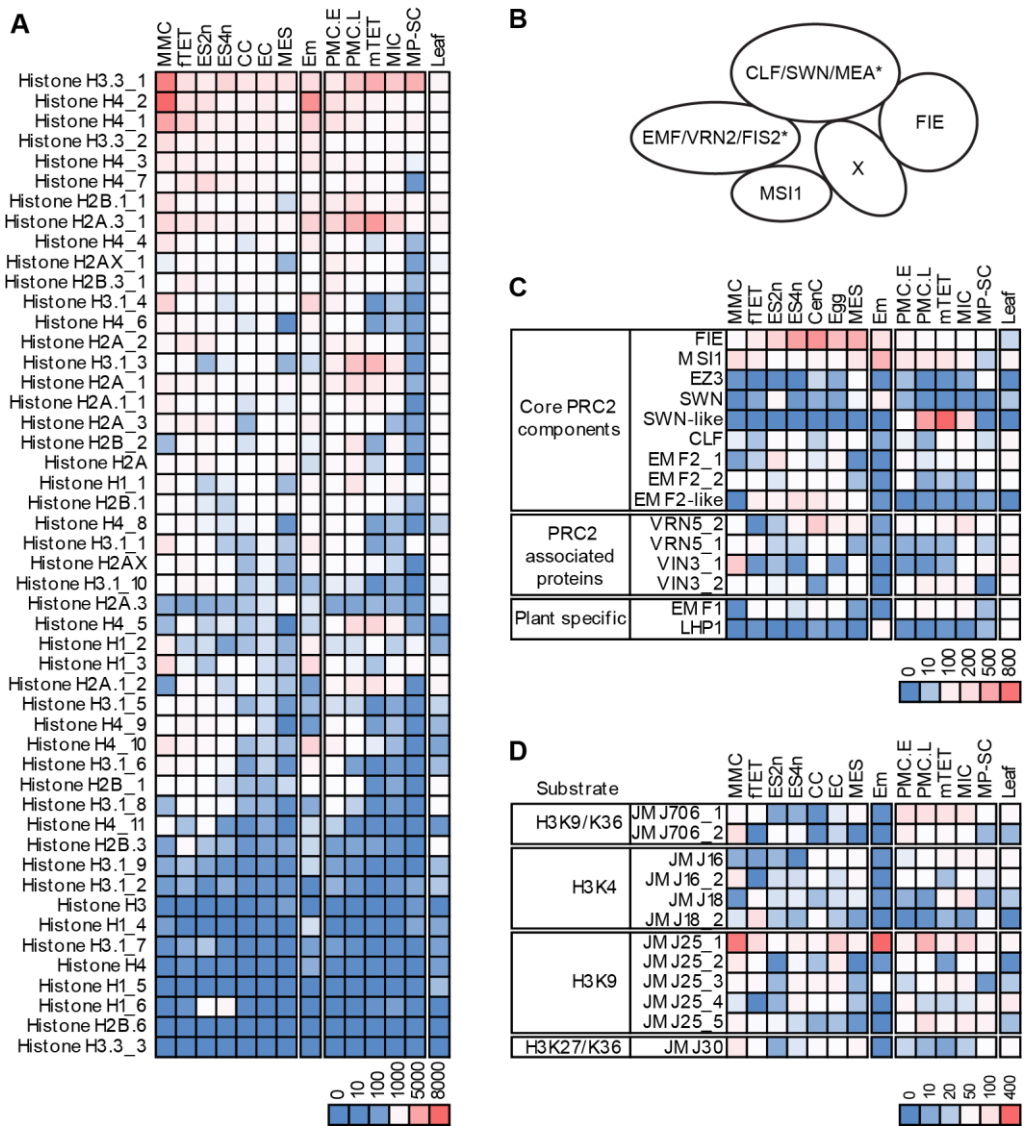 A
MMC
fTET
ES2n
ES4n
CC
EC
MES
Em
PMC.E
PMC.L
mTET
MIC
MP-SC
Leaf
Histone H3.3_1
Histone H4_2
Histone H4_1
Histone H3.3_2
Histone H4_3
Histone H4_7
Histone H2B.1_1
Histone H2A.3_1
Histone H4_4
Histone H2AX_1
Histone H2B.3_1
Histone H3.1_4
Histone H4_6
Histone H2A_2
Histone H3.1_3
Histone H2A_1
Histone H2A.1_1
Histone H2A_3
Histone H2B_2
Histone H2A
Histone H1_1
Histone H2B.1
Histone H4_8
Histone H3.1_1
Histone H2AX
Histone H3.1_10
Histone H2A.3
Histone H4_5
Histone H1_2
Histone H1_3
Histone H2A.1_2
Histone H3.1_5
Histone H4_9
Histone H4_10
Histone H3.1_6
Histone H2B_1
Histone H3.1_8
Histone H4_11
Histone H2B.3
Histone H3.1_9
Histone H3.1_2
Histone H3
Histone H1_4
Histone H3.1_7
Histone H4
Histone H1_5
Histone H1_6
Histone H2B.6
Histone H3.3_3
0
10
100
1000
5000
8000
B
CLF/SWN/MEA*
FIE
EMF/VRN2/FIS2*
X
MSI1
C
MMC
fTET
ES2n
ES4n
CenC
Egg
MES
Em
PMC.E
PMC.L
mTET
MIC
MP-SC
Leaf
Core PRC2
components
FIE
MSI1
EZ3
SWN
SWN-like
CLF
EMF2_1
EMF2_2
EMF2-like
PRC2
associated
proteins
VRN5_2
VRN5_1
VIN3_1
VIN3_2
Plant specific
EMF1
LHP1
0
10
100
200
500
800
D
Substrate
MMC
fTET
ES2n
ES4n
CC
EC
MES
Em
PMC.E
PMC.L
mTET
MIC
MP-SC
Leaf
H3K9/K36
JMJ706_1
JMJ706_2
H3K4
JMJ16
JMJ16_2
JMJ18
JMJ18_2
H3K9
JMJ25_1
JMJ25_2
JMJ25_3
JMJ25_4
JMJ25_5
H3K27/K36
JMJ30
0
10
20
50
100
400